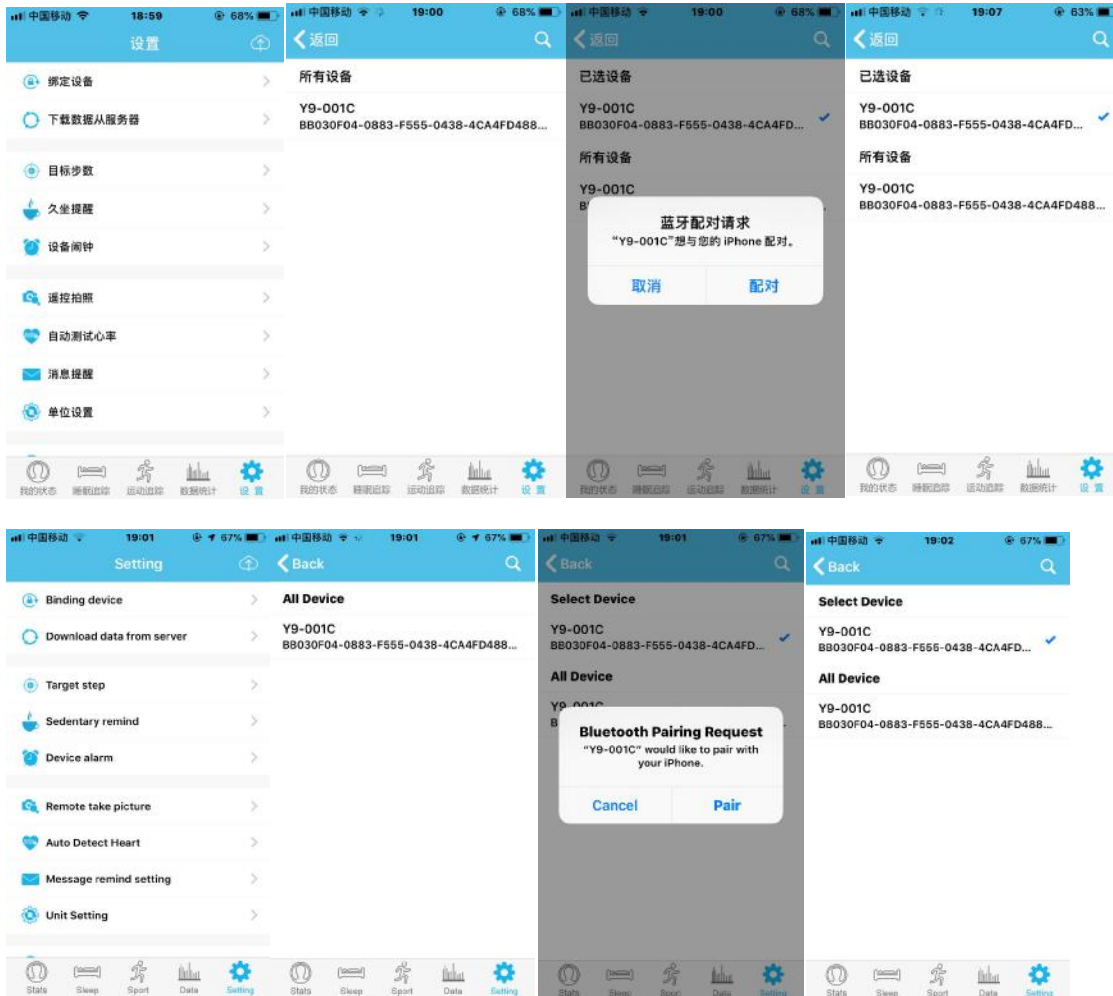 中国移动 18:59 68%
设置
绑定设备
下载数据从服务器
目标步数
久坐提醒
设备闹钟
遥控拍照
自动测试心率
消息提醒
单位设置
我的状态 睡眠追踪 运动追踪 数据统计 设置
中国移动 19:00 68%
返回
所有设备
Y9-001C
BB030F04-0883-F555-0438-4CA4FD488...
我的状态 睡眠追踪 运动追踪 数据统计 设置
中国移动 19:00 68%
返回
已选设备
Y9-001C
BB030F04-0883-F555-0438-4CA4FD...
所有设备
Y9-001C
蓝牙配对请求
“Y9-001C”想与您的 iPhone 配对。
取消 配对
我的状态 睡眠追踪 运动追踪 数据统计 设置
中国移动 19:07 63%
返回
已选设备
Y9-001C
BB030F04-0883-F555-0438-4CA4FD...
所有设备
Y9-001C
BB030F04-0883-F555-0438-4CA4FD488...
我的状态 睡眠追踪 运动追踪 数据统计 设置
中国移动 19:01 67%
Setting
Binding device
Download data from server
Target step
Sedentary remind
Device alarm
Remote take picture
Auto Detect Heart
Message remind setting
Unit Setting
Stats Sleep Sport Data Setting
中国移动 19:01 67%
Back
All Device
Y9-001C
BB030F04-0883-F555-0438-4CA4FD488...
Stats Sleep Sport Data Setting
中国移动 19:01 67%
Back
Select Device
Y9-001C
BB030F04-0883-F555-0438-4CA4FD...
All Device
Y9-001C
Bluetooth Pairing Request
“Y9-001C” would like to pair with
your iPhone.
Cancel Pair
Stats Sleep Sport Data Setting
中国移动 19:02 67%
Back
Select Device
Y9-001C
BB030F04-0883-F555-0438-4CA4FD...
All Device
Y9-001C
BB030F04-0883-F555-0438-4CA4FD488...
Stats Sleep Sport Data Setting